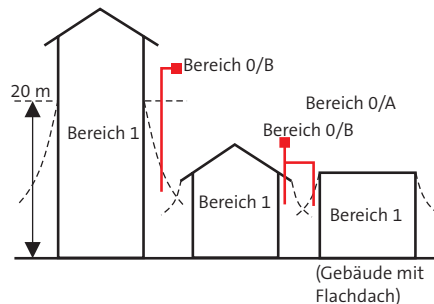 Bereich 0/B
20 m
Bereich 0/A
Bereich 1
Bereich 0/B
Bereich 1
Bereich 1
(Gebäude mit
Flachdach)